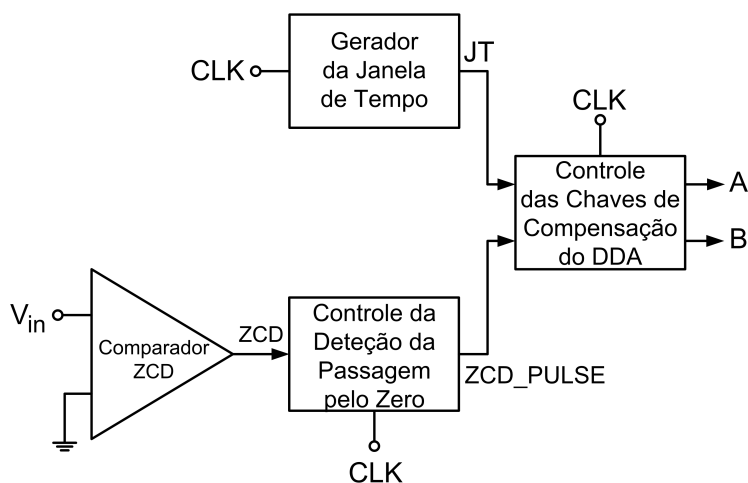 Gerador
da Janela
de Tempo
CLK
JT
CLK
Controle
das Chaves de
Compensação
do DDA
A
B
Vin
Comparador
ZCD
ZCD
Controle da
Deteção da
Passagem
pelo Zero
ZCD_PULSE
CLK